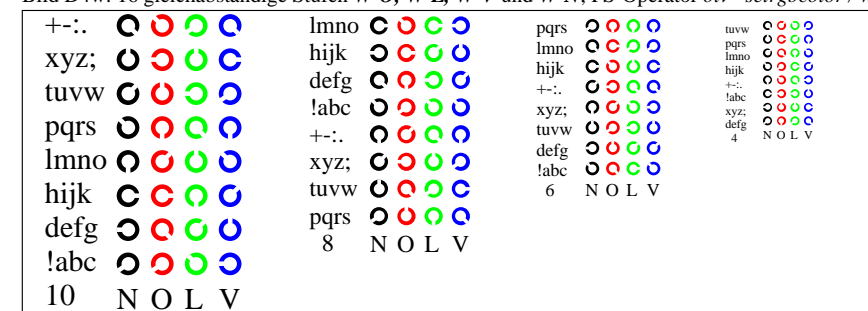 +-:.
xyz;
tuvw
pqrs
lmno
hijk
defg
!abc
10 N O L V
lmno
hijk
defg
!abc
+-:.
xyz;
tuvw
pqrs
8 N O L V
pqrs
lmno
hijk
+-:.
xyz;
tuvw
defg
!abc
6 N O L V
tuvw
pqrs
lmno
hijk
+-:.
!abc
xyz;
defg
4 N O L V